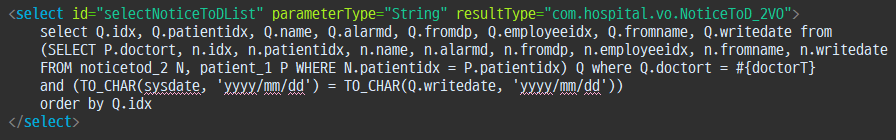 <select id="selectNoticeToDList" parameterType="String" resultType="com.hospital.vo.NoticeToD_2VO">
select Q.idx, Q.patientidx, Q.name, Q.alarmd, Q.fromdp, Q.employeeidx, Q.fromname, Q.writedate from
(SELECT P.doctort, n.idx, n.patientidx, n.name, n.alarmd, n.fromdp, n.employeeidx, n.fromname, n.writedate
FROM noticetod_2 N, patient_1 P WHERE N.patientidx = P.patientidx) Q where Q.doctort = #{doctorT}
and (TO_CHAR(sysdate, 'yyyy/mm/dd') = TO_CHAR(Q.writedate, 'yyyy/mm/dd'))
order by Q.idx
</select>